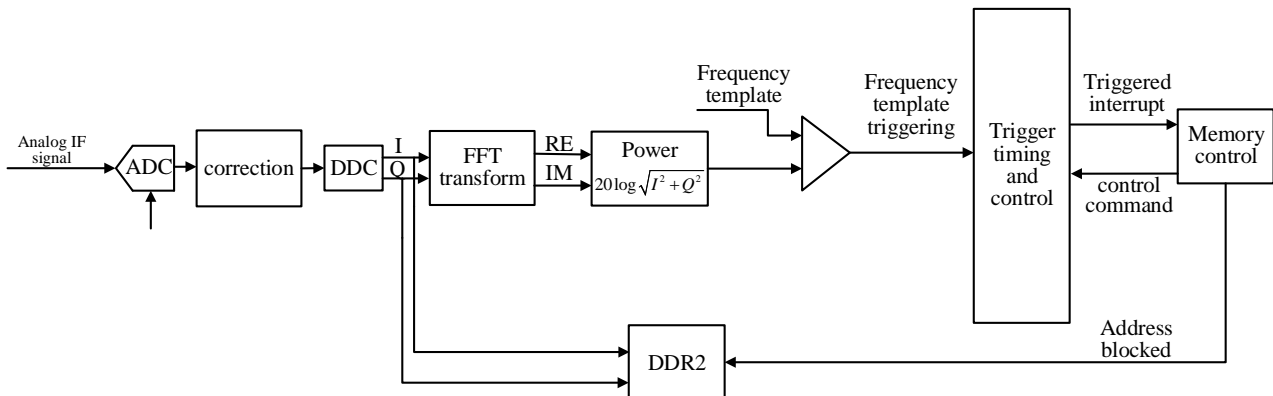 Analog IF
signal
ADC
correction
DDC
I
Q
FFT
transform
RE
IM
Power
20log√I²+Q²
Frequency
template
Frequency
template
triggering
Trigger
timing
and
control
Triggered
interrupt
control
command
Memory
control
Address
blocked
DDR2